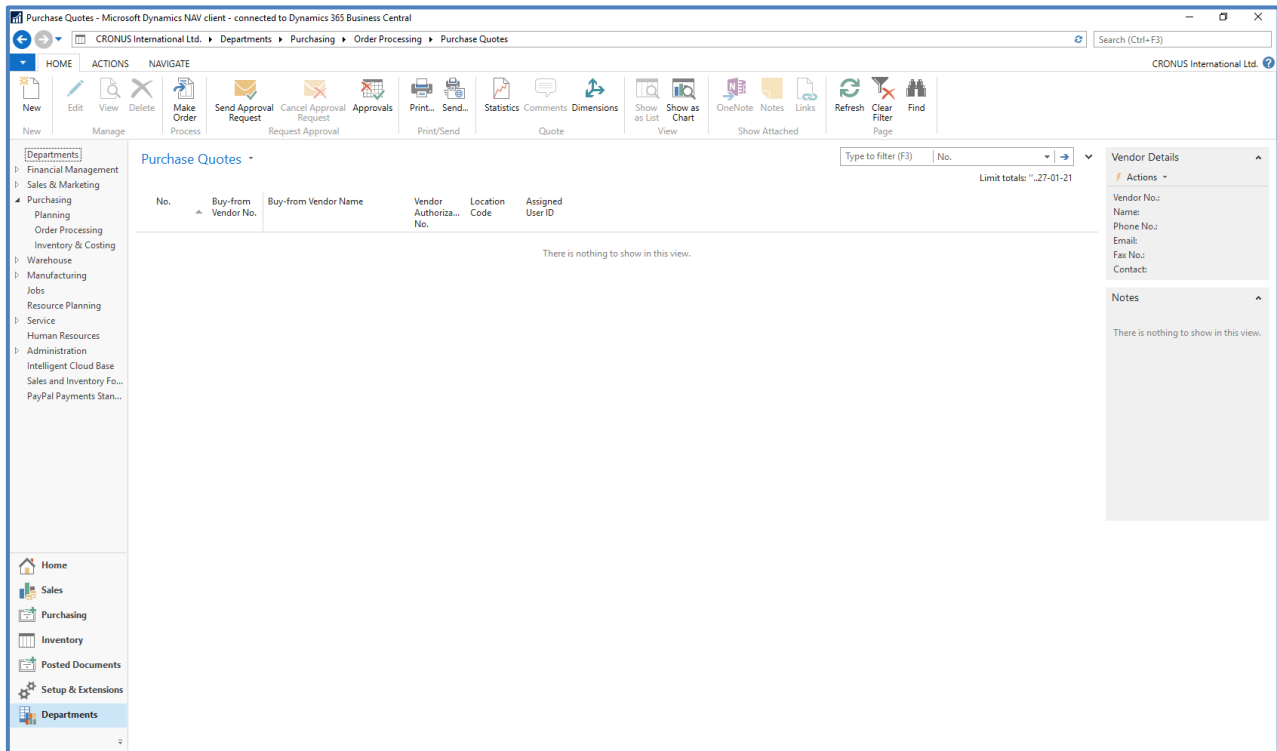 Purchase Quotes - Microsoft Dynamics NAV client - connected to Dynamics 365 Business Central
CRONUS International Ltd. Departments Purchasing Order Processing Purchase Quotes
Search (Ctrl+F3)
HOME ACTIONS NAVIGATE
CRONUS International Ltd.
New
Edit
View
Delete
Make
Order
Send Approval
Request
Cancel Approval
Request
Approvals
Print...
Send...
Statistics
Comments
Dimensions
Show
as List
Show as
Chart
OneNote
Notes
Links
Refresh
Clear
Filter
Find
New
Manage
Process
Request Approval
Print/Send
Quote
View
Show Attached
Page
Departments
Financial Management
Sales & Marketing
Purchasing
Planning
Order Processing
Inventory & Costing
Warehouse
Manufacturing
Jobs
Resource Planning
Service
Human Resources
Administration
Intelligent Cloud Base
Sales and Inventory Fo...
PayPal Payments Stan...
Home
Sales
Purchasing
Inventory
Posted Documents
Setup & Extensions
Departments
Purchase Quotes
Type to filter (F3)
No.
Limit totals: ''..27-01-21
No.
Buy-from
Vendor No.
Buy-from Vendor Name
Vendor
Authoriza...
No.
Location
Code
Assigned
User ID
There is nothing to show in this view.
Vendor Details
Actions
Vendor No.:
Name:
Phone No.:
Email:
Fax No.:
Contact:
Notes
There is nothing to show in this view.